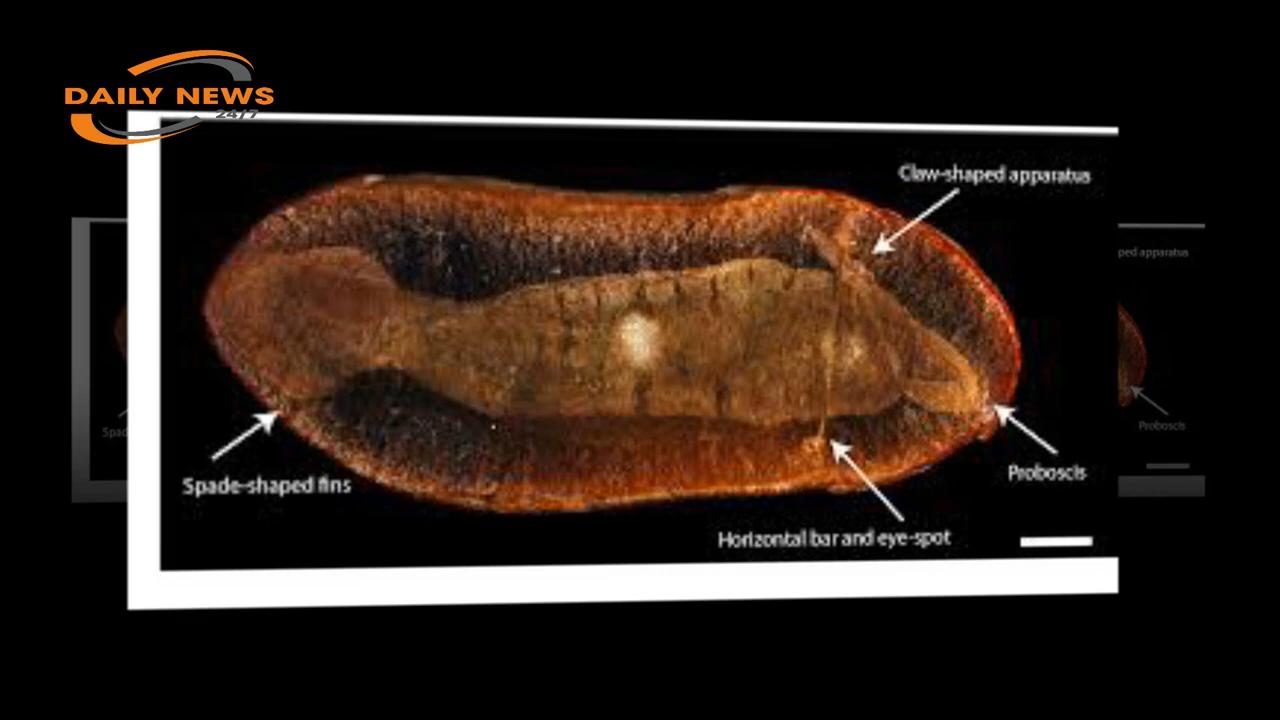 DAILY NEWS
24/7
Claw-shaped apparatus
ped apparatus
Spade-shaped fins
Spad
Proboscis
Proboscis
Horizontal bar and eye-spot